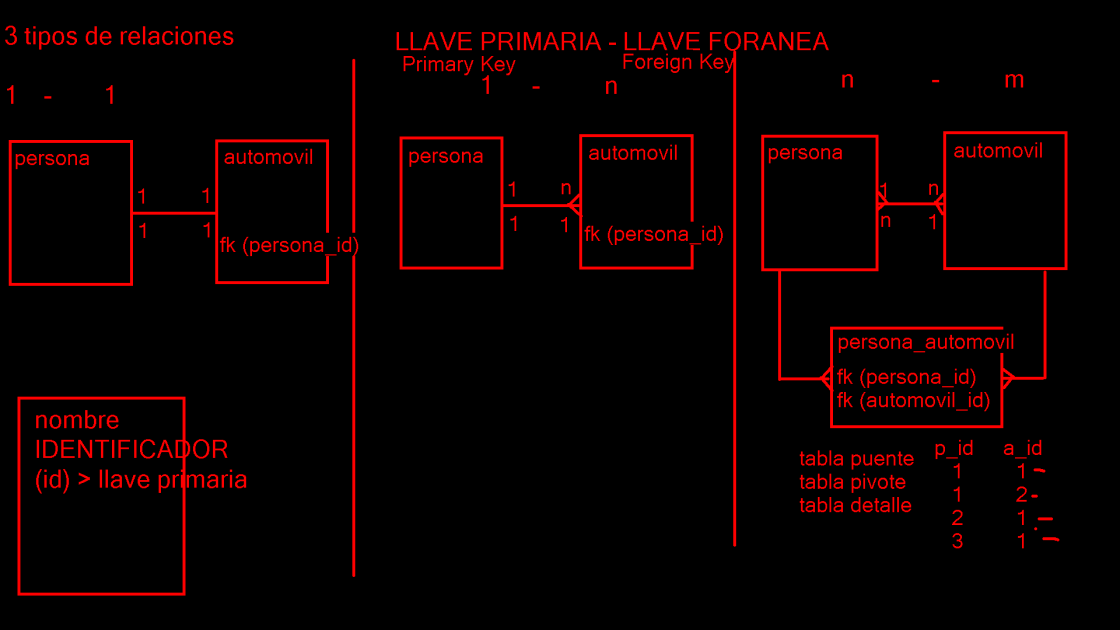 3 tipos de relaciones
1 - 1
persona
automovil
1 1
1 1
fk (persona_id)
nombre
IDENTIFICADOR
(id) > llave primaria
LLAVE PRIMARIA - LLAVE FORANEA
Primary Key Foreign Key
1 - n
persona
automovil
1 n
1 1
fk (persona_id)
n - m
persona
automovil
1 n
n 1
persona_automovil
fk (persona_id)
fk (automovil_id)
tabla puente
tabla pivote
tabla detalle
p_id a_id
1 1
1 2
2 1
3 1